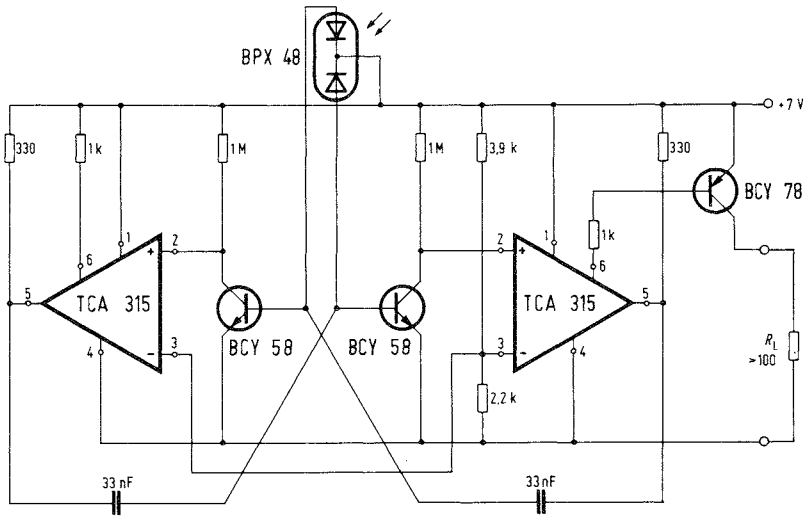 BPX 48
+7 V
330
1k
1M
1M
3,9 k
330
BCY 78
1
6
2
+
1k
1
6
2
+
5
TCA 315
4
3
−
BCY 58
BCY 58
TCA 315
5
3
−
4
RL
>100
2,2 k
33 nF
33 nF